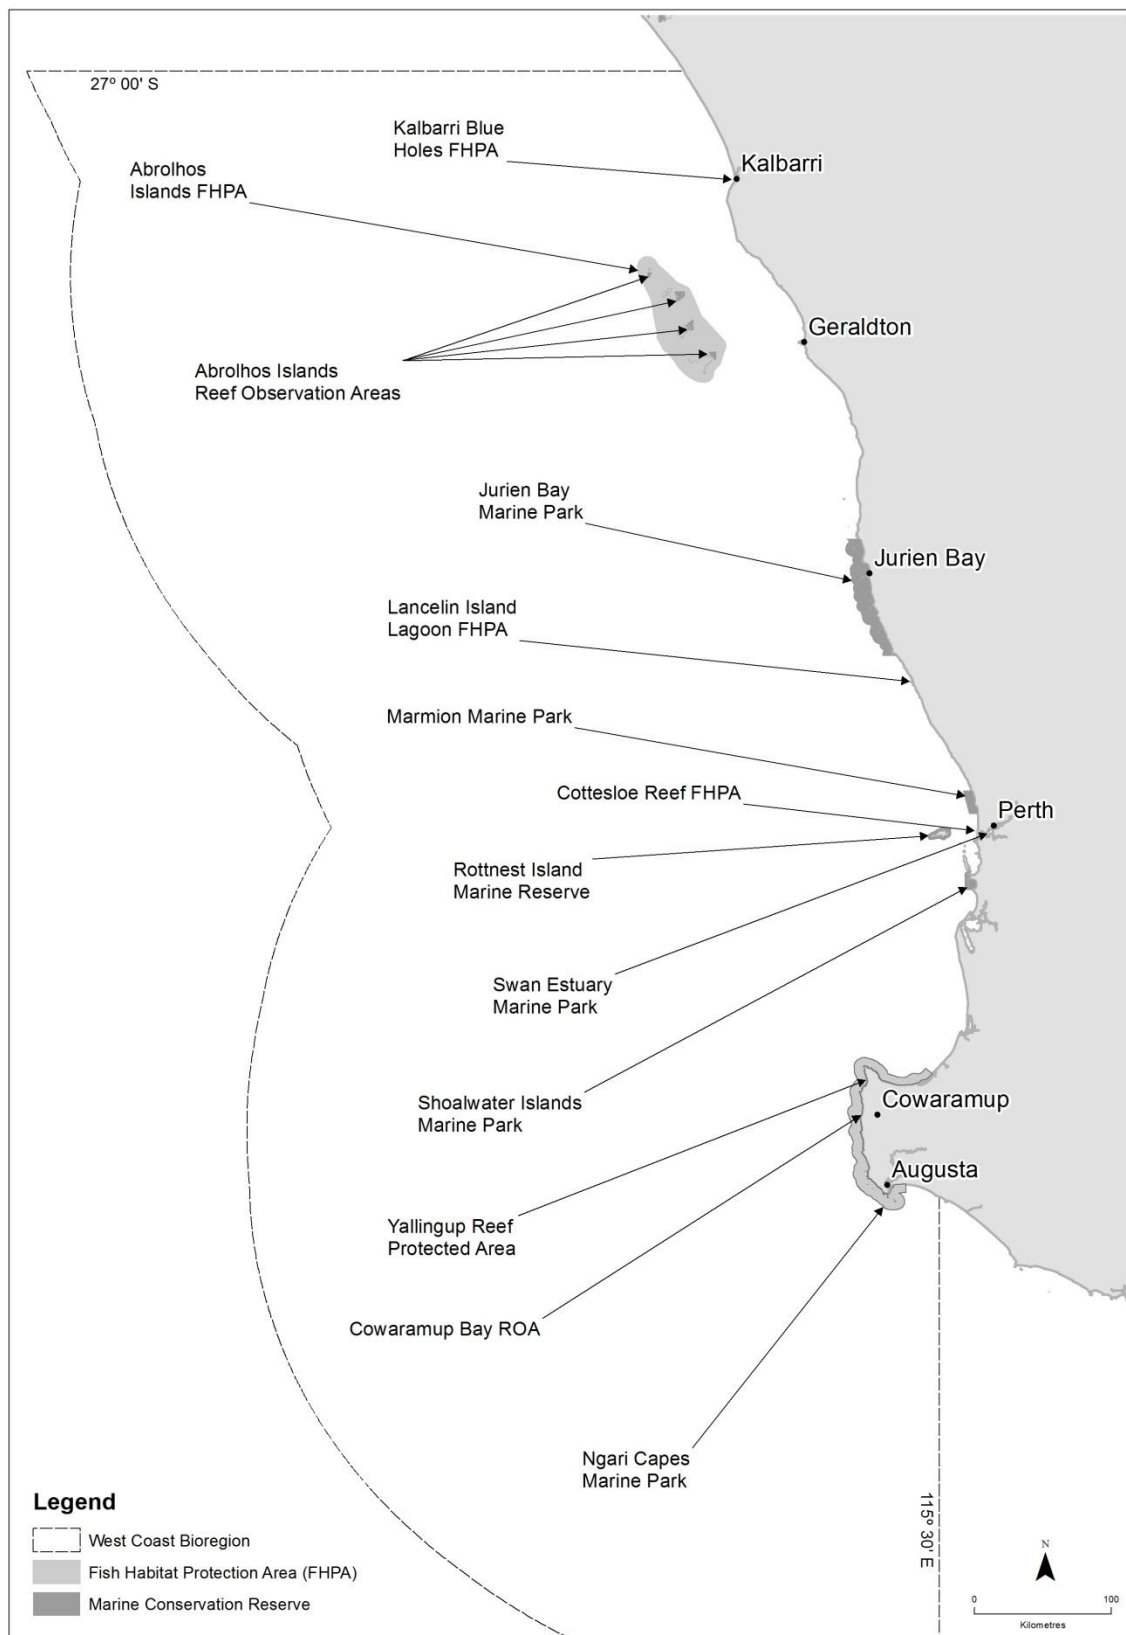 27° 00' S
Kalbarri Blue
Holes FHPA
Kalbarri
Abrolhos
Islands FHPA
Geraldton
Abrolhos Islands
Reef Observation Areas
Jurien Bay
Marine Park
Jurien Bay
Lancelin Island
Lagoon FHPA
Marmion Marine Park
Cottesloe Reef FHPA
Perth
Rottnest Island
Marine Reserve
Swan Estuary
Marine Park
Shoalwater Islands
Marine Park
Cowaramup
Augusta
Yallingup Reef
Protected Area
Cowaramup Bay ROA
Ngari Capes
Marine Park
115° 30' E
Legend
West Coast Bioregion
Fish Habitat Protection Area (FHPA)
Marine Conservation Reserve
N
0 100
Kilometres